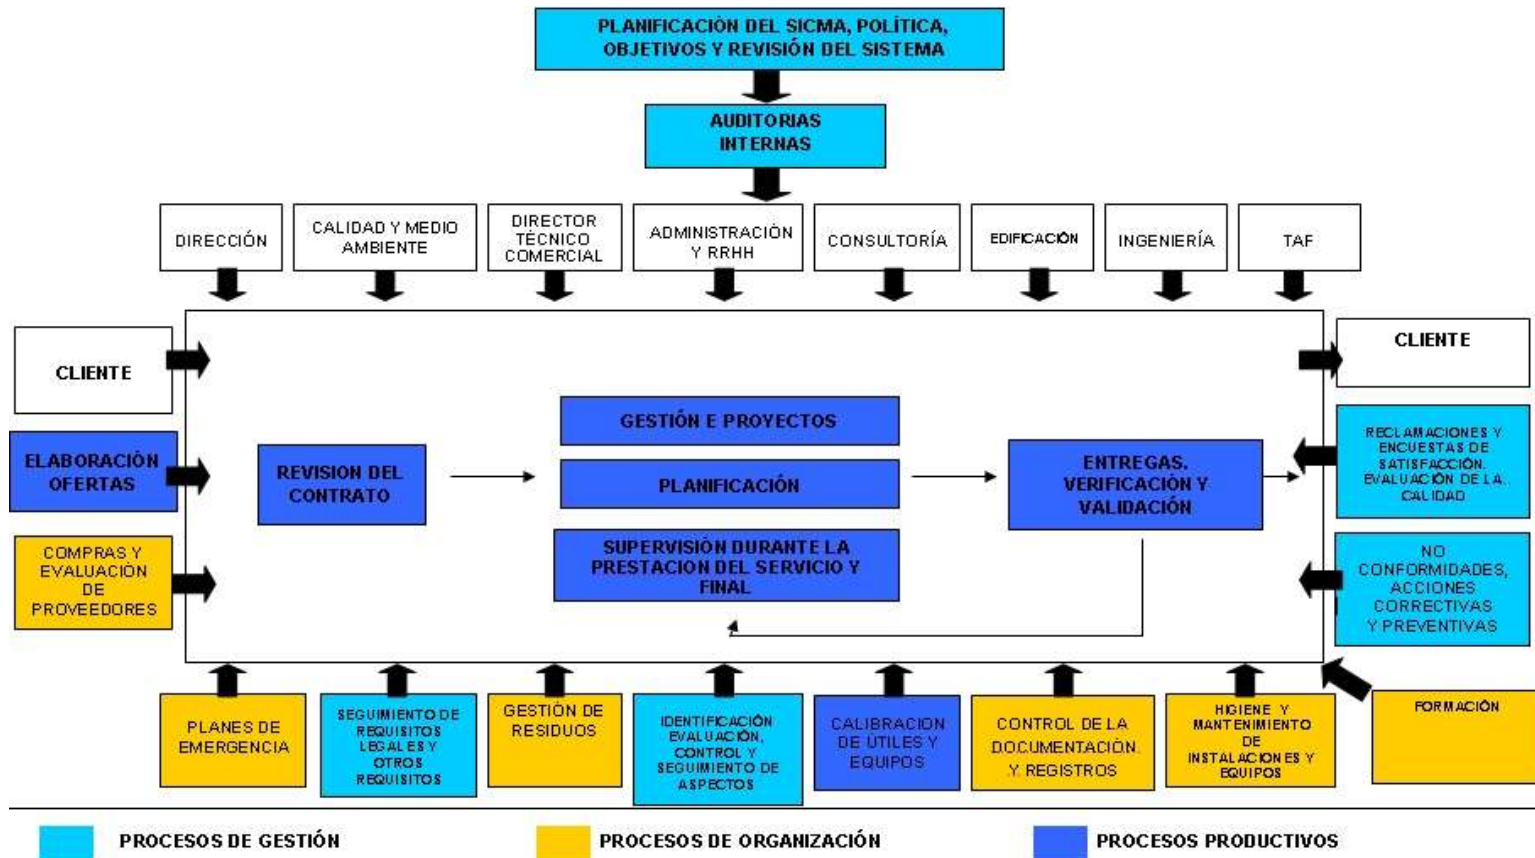 PLANIFICACIÓN DEL SICMA, POLÍTICA,
OBJETIVOS Y REVISIÓN DEL SISTEMA
AUDITORIAS
INTERNAS
DIRECCIÓN
CALIDAD Y MEDIO
AMBIENTE
DIRECTOR
TÉCNICO
COMERCIAL
ADMINISTRACIÓN
Y RRHH
CONSULTORÍA
EDIFICACIÓN
INGENIERÍA
TAF
CLIENTE
ELABORACIÓN
OFERTAS
COMPRAS Y
EVALUACIÓN
DE
PROVEEDORES
REVISION DEL
CONTRATO
GESTIÓN E PROYECTOS
PLANIFICACIÓN
SUPERVISIÓN DURANTE LA
PRESTACION DEL SERVICIO Y
FINAL
ENTREGAS.
VERIFICACIÓN Y
VALIDACIÓN
CLIENTE
RECLAMACIONES Y
ENCUESTAS DE
SATISFACCIÓN.
EVALUACIÓN DE LA
CALIDAD
NO
CONFORMIDADES,
ACCIONES
CORRECTIVAS
Y PREVENTIVAS
PLANES DE
EMERGENCIA
SEGUIMIENTO DE
REQUISITOS
LEGALES Y
OTROS
REQUISITOS
GESTIÓN DE
RESIDUOS
IDENTIFICACIÓN
EVALUACIÓN,
CONTROL Y
SEGUIMIENTO DE
ASPECTOS
CALIBRACION
DE ÚTILES Y
EQUIPOS
CONTROL DE LA
DOCUMENTACIÓN.
Y REGISTROS
HIGIENE Y
MANTENIMIENTO
DE
INSTALACIONES Y
EQUIPOS
FORMACIÓN
PROCESOS DE GESTIÓN
PROCESOS DE ORGANIZACIÓN
PROCESOS PRODUCTIVOS